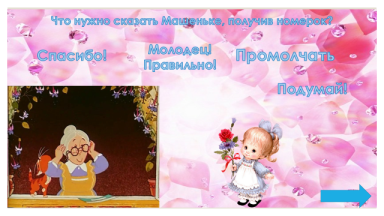 Что нужно сказать Машеньке, получив номерок?
Спасибо!
Молодец!
Правильно!
Промолчать
Подумай!